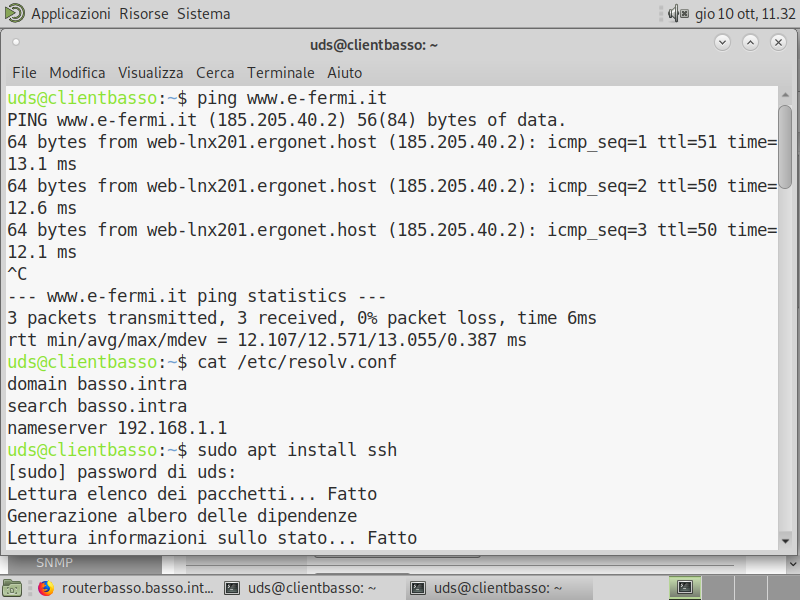 Applicazioni Risorse Sistema gio 10 ott, 11.32
uds@clientbasso: ~
File Modifica Visualizza Cerca Terminale Aiuto
uds@clientbasso:~$ ping www.e-fermi.it
PING www.e-fermi.it (185.205.40.2) 56(84) bytes of data.
64 bytes from web-lnx201.ergonet.host (185.205.40.2): icmp_seq=1 ttl=51 time=
13.1 ms
64 bytes from web-lnx201.ergonet.host (185.205.40.2): icmp_seq=2 ttl=50 time=
12.6 ms
64 bytes from web-lnx201.ergonet.host (185.205.40.2): icmp_seq=3 ttl=50 time=
12.1 ms
^C
--- www.e-fermi.it ping statistics ---
3 packets transmitted, 3 received, 0% packet loss, time 6ms
rtt min/avg/max/mdev = 12.107/12.571/13.055/0.387 ms
uds@clientbasso:~$ cat /etc/resolv.conf
domain basso.intra
search basso.intra
nameserver 192.168.1.1
uds@clientbasso:~$ sudo apt install ssh
[sudo] password di uds:
Lettura elenco dei pacchetti... Fatto
Generazione albero delle dipendenze
Lettura informazioni sullo stato... Fatto
SNMP
routerbasso.basso.int... uds@clientbasso: ~ uds@clientbasso: ~